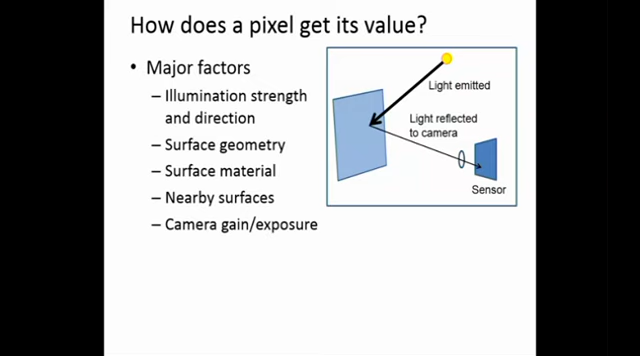 How does a pixel get its value?
• Major factors
– Illumination strength
and direction
– Surface geometry
– Surface material
– Nearby surfaces
– Camera gain/exposure
Light emitted
Light reflected
to camera
Sensor